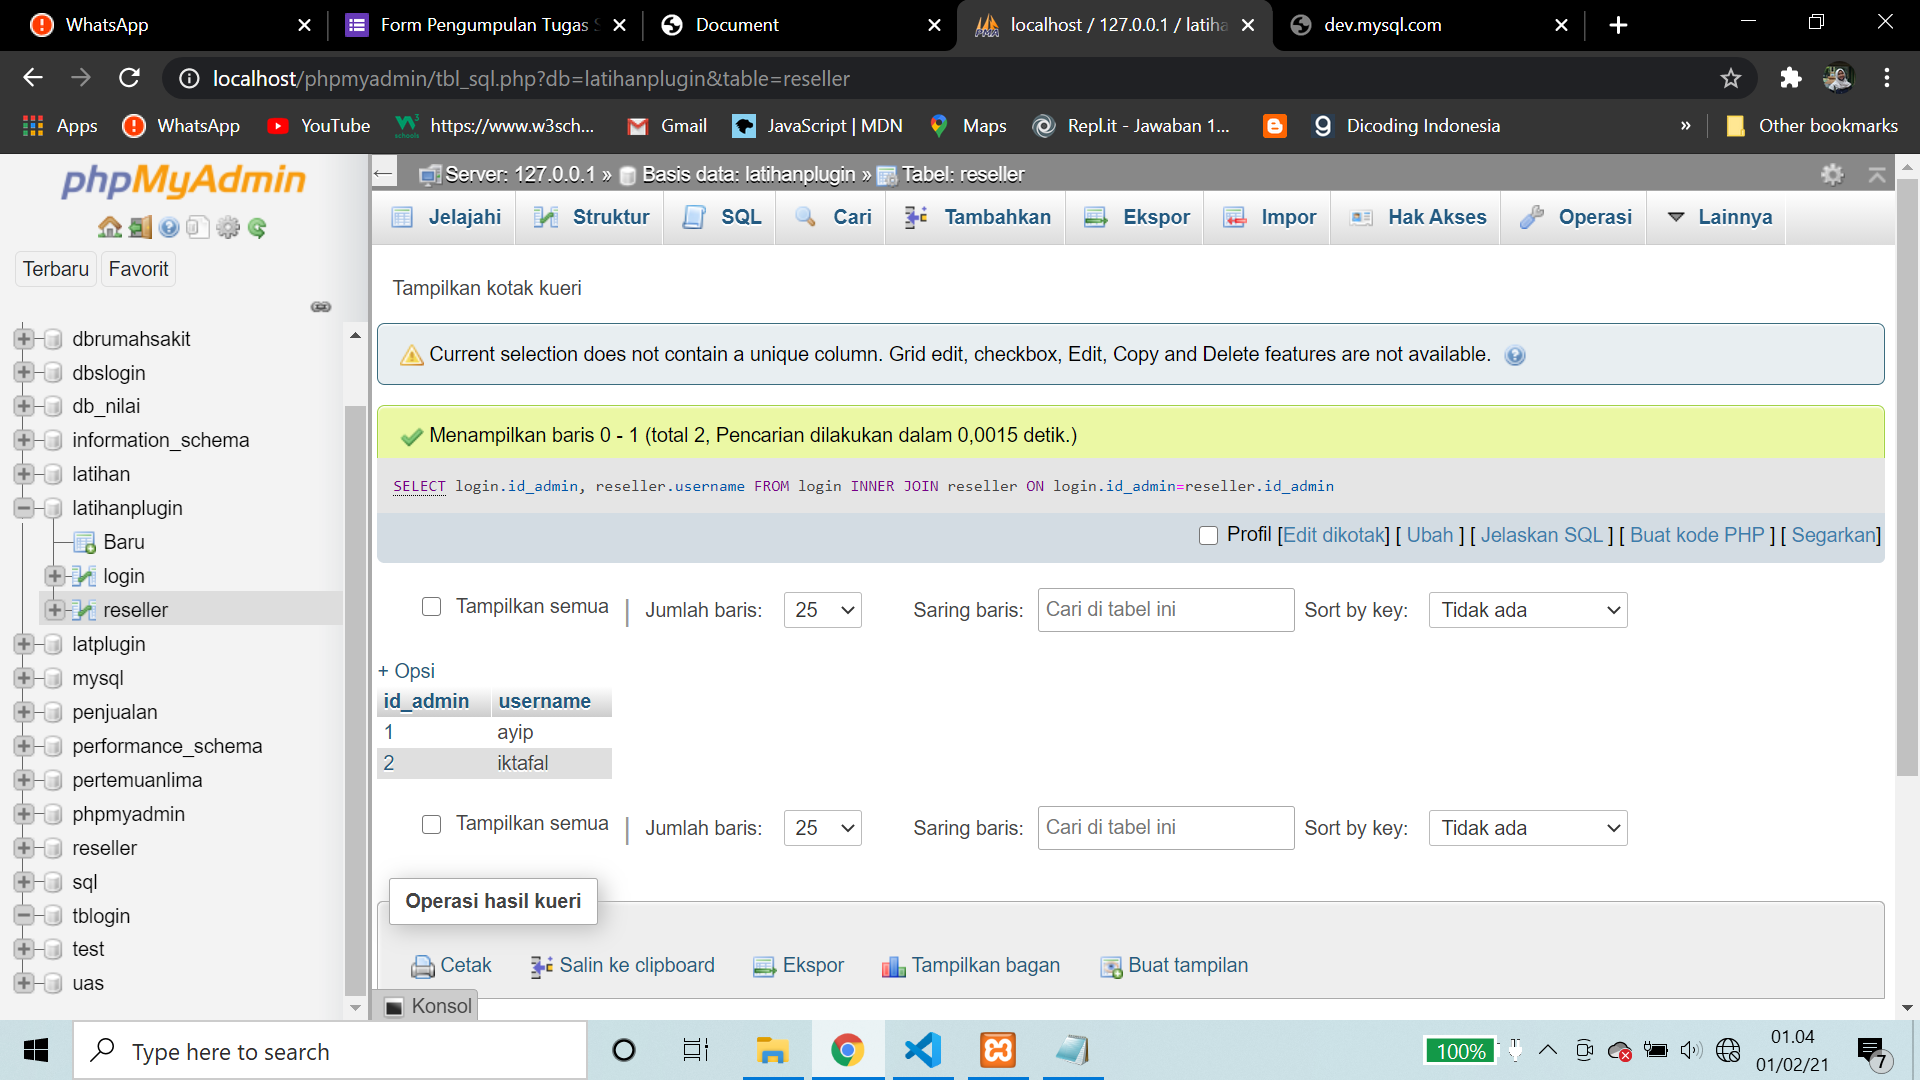 WhatsApp
Form Pengumpulan Tugas S
Document
localhost / 127.0.0.1 / latiha
dev.mysql.com
localhost/phpmyadmin/tbl_sql.php?db=latihanplugin&table=reseller
Apps
WhatsApp
YouTube
https://www.w3sch...
Gmail
JavaScript | MDN
Maps
Repl.it - Jawaban 1...
Dicoding Indonesia
»
Other bookmarks
phpMyAdmin
Terbaru
Favorit
dbrumahsakit
dbslogin
db_nilai
information_schema
latihan
latihanplugin
Baru
login
reseller
latplugin
mysql
penjualan
performance_schema
pertemuanlima
phpmyadmin
reseller
sql
tblogin
test
uas
Server: 127.0.0.1 » Basis data: latihanplugin » Tabel: reseller
Jelajahi
Struktur
SQL
Cari
Tambahkan
Ekspor
Impor
Hak Akses
Operasi
Lainnya
Tampilkan kotak kueri
Current selection does not contain a unique column. Grid edit, checkbox, Edit, Copy and Delete features are not available.
Menampilkan baris 0 - 1 (total 2, Pencarian dilakukan dalam 0,0015 detik.)
SELECT login.id_admin, reseller.username FROM login INNER JOIN reseller ON login.id_admin=reseller.id_admin
Profil [Edit dikotak] [ Ubah ] [ Jelaskan SQL ] [ Buat kode PHP ] [ Segarkan]
Tampilkan semua | Jumlah baris: 25 Saring baris: Cari di tabel ini Sort by key: Tidak ada
+ Opsi
id_admin username
1 ayip
2 iktafal
Tampilkan semua | Jumlah baris: 25 Saring baris: Cari di tabel ini Sort by key: Tidak ada
Operasi hasil kueri
Cetak
Salin ke clipboard
Ekspor
Tampilkan bagan
Buat tampilan
Konsol
Type here to search
100%
01.04
01/02/21
7